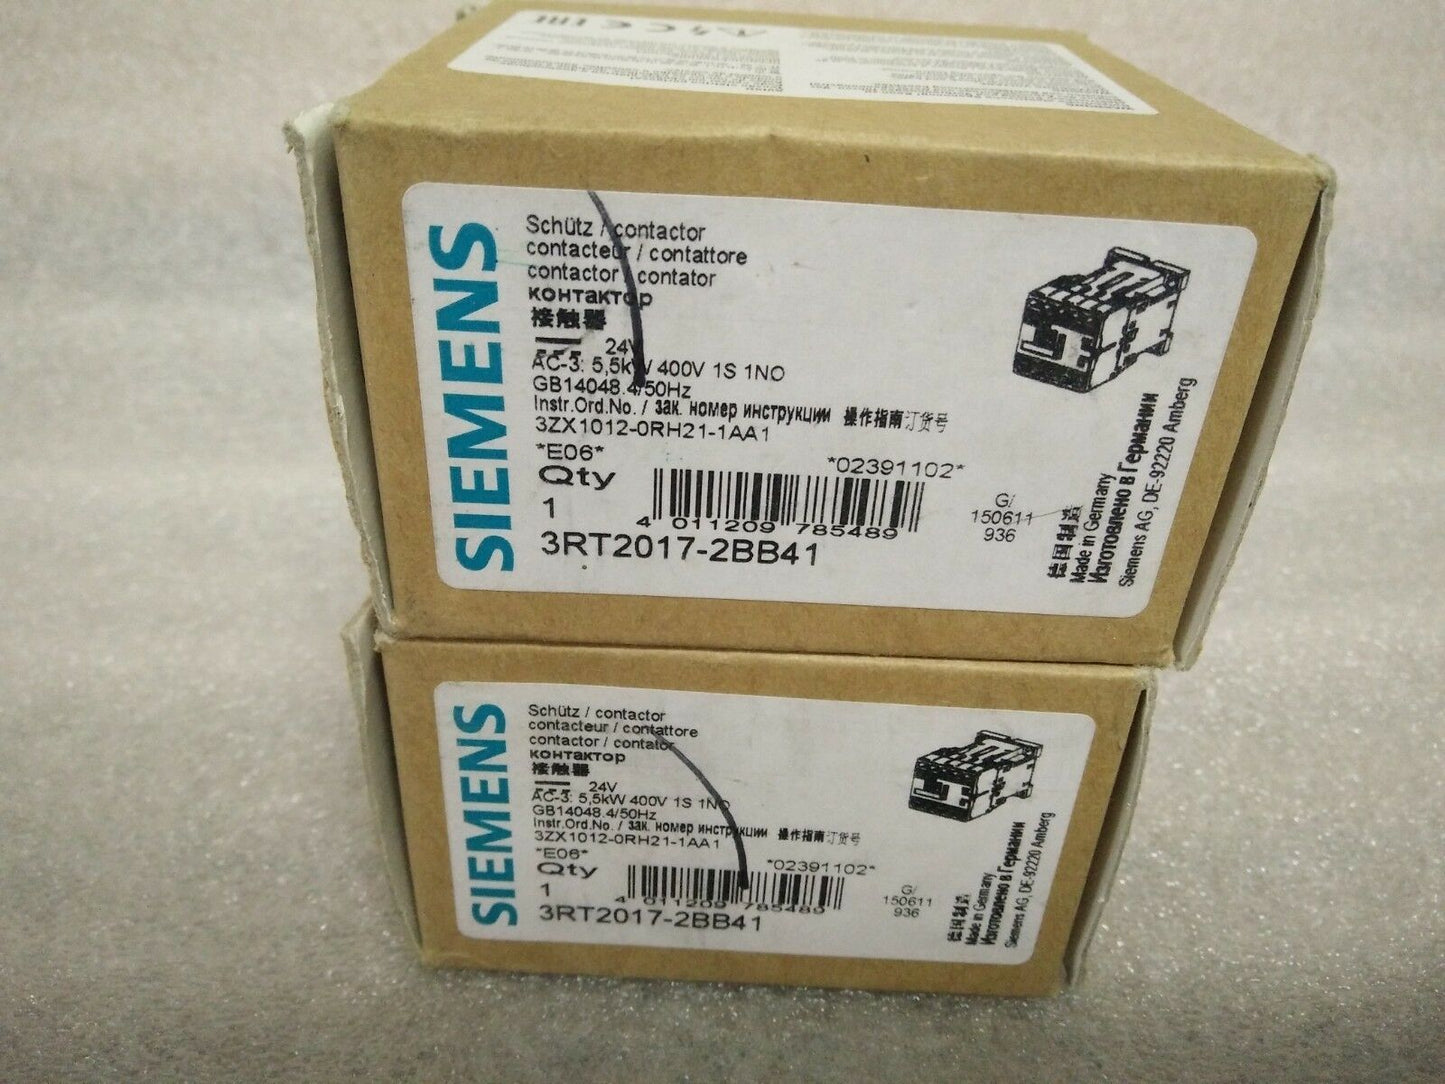 SIEMENS
Schütz / contactor
contacteur / contattore
contactor / contator
контактор
接触器
24V
AC-3: 5,5kW 400V 1S 1NO
GB14048.4/50Hz
Instr.Ord.No. / зак. номер инструкции 操作指南订货号
3ZX1012-0RH21-1AA1
*E06*
*02391102*
Qty
1
4 011209 785489
3RT2017-2BB41
G/
150611
936
德国制造
Made in Germany
Изготовлено в Германии
Siemens AG, DE-92220 Amberg
SIEMENS
Schütz / contactor
contacteur / contattore
contactor / contator
контактор
接触器
24V
AC-3: 5,5kW 400V 1S 1NO
GB14048.4/50Hz
Instr.Ord.No. / зак. номер инструкции 操作指南订货号
3ZX1012-0RH21-1AA1
*E06*
*02391102*
Qty
1
4 011209 785489
3RT2017-2BB41
G/
150611
936
德国制造
Made in Germany
Изготовлено в Германии
Siemens AG, DE-92220 Amberg